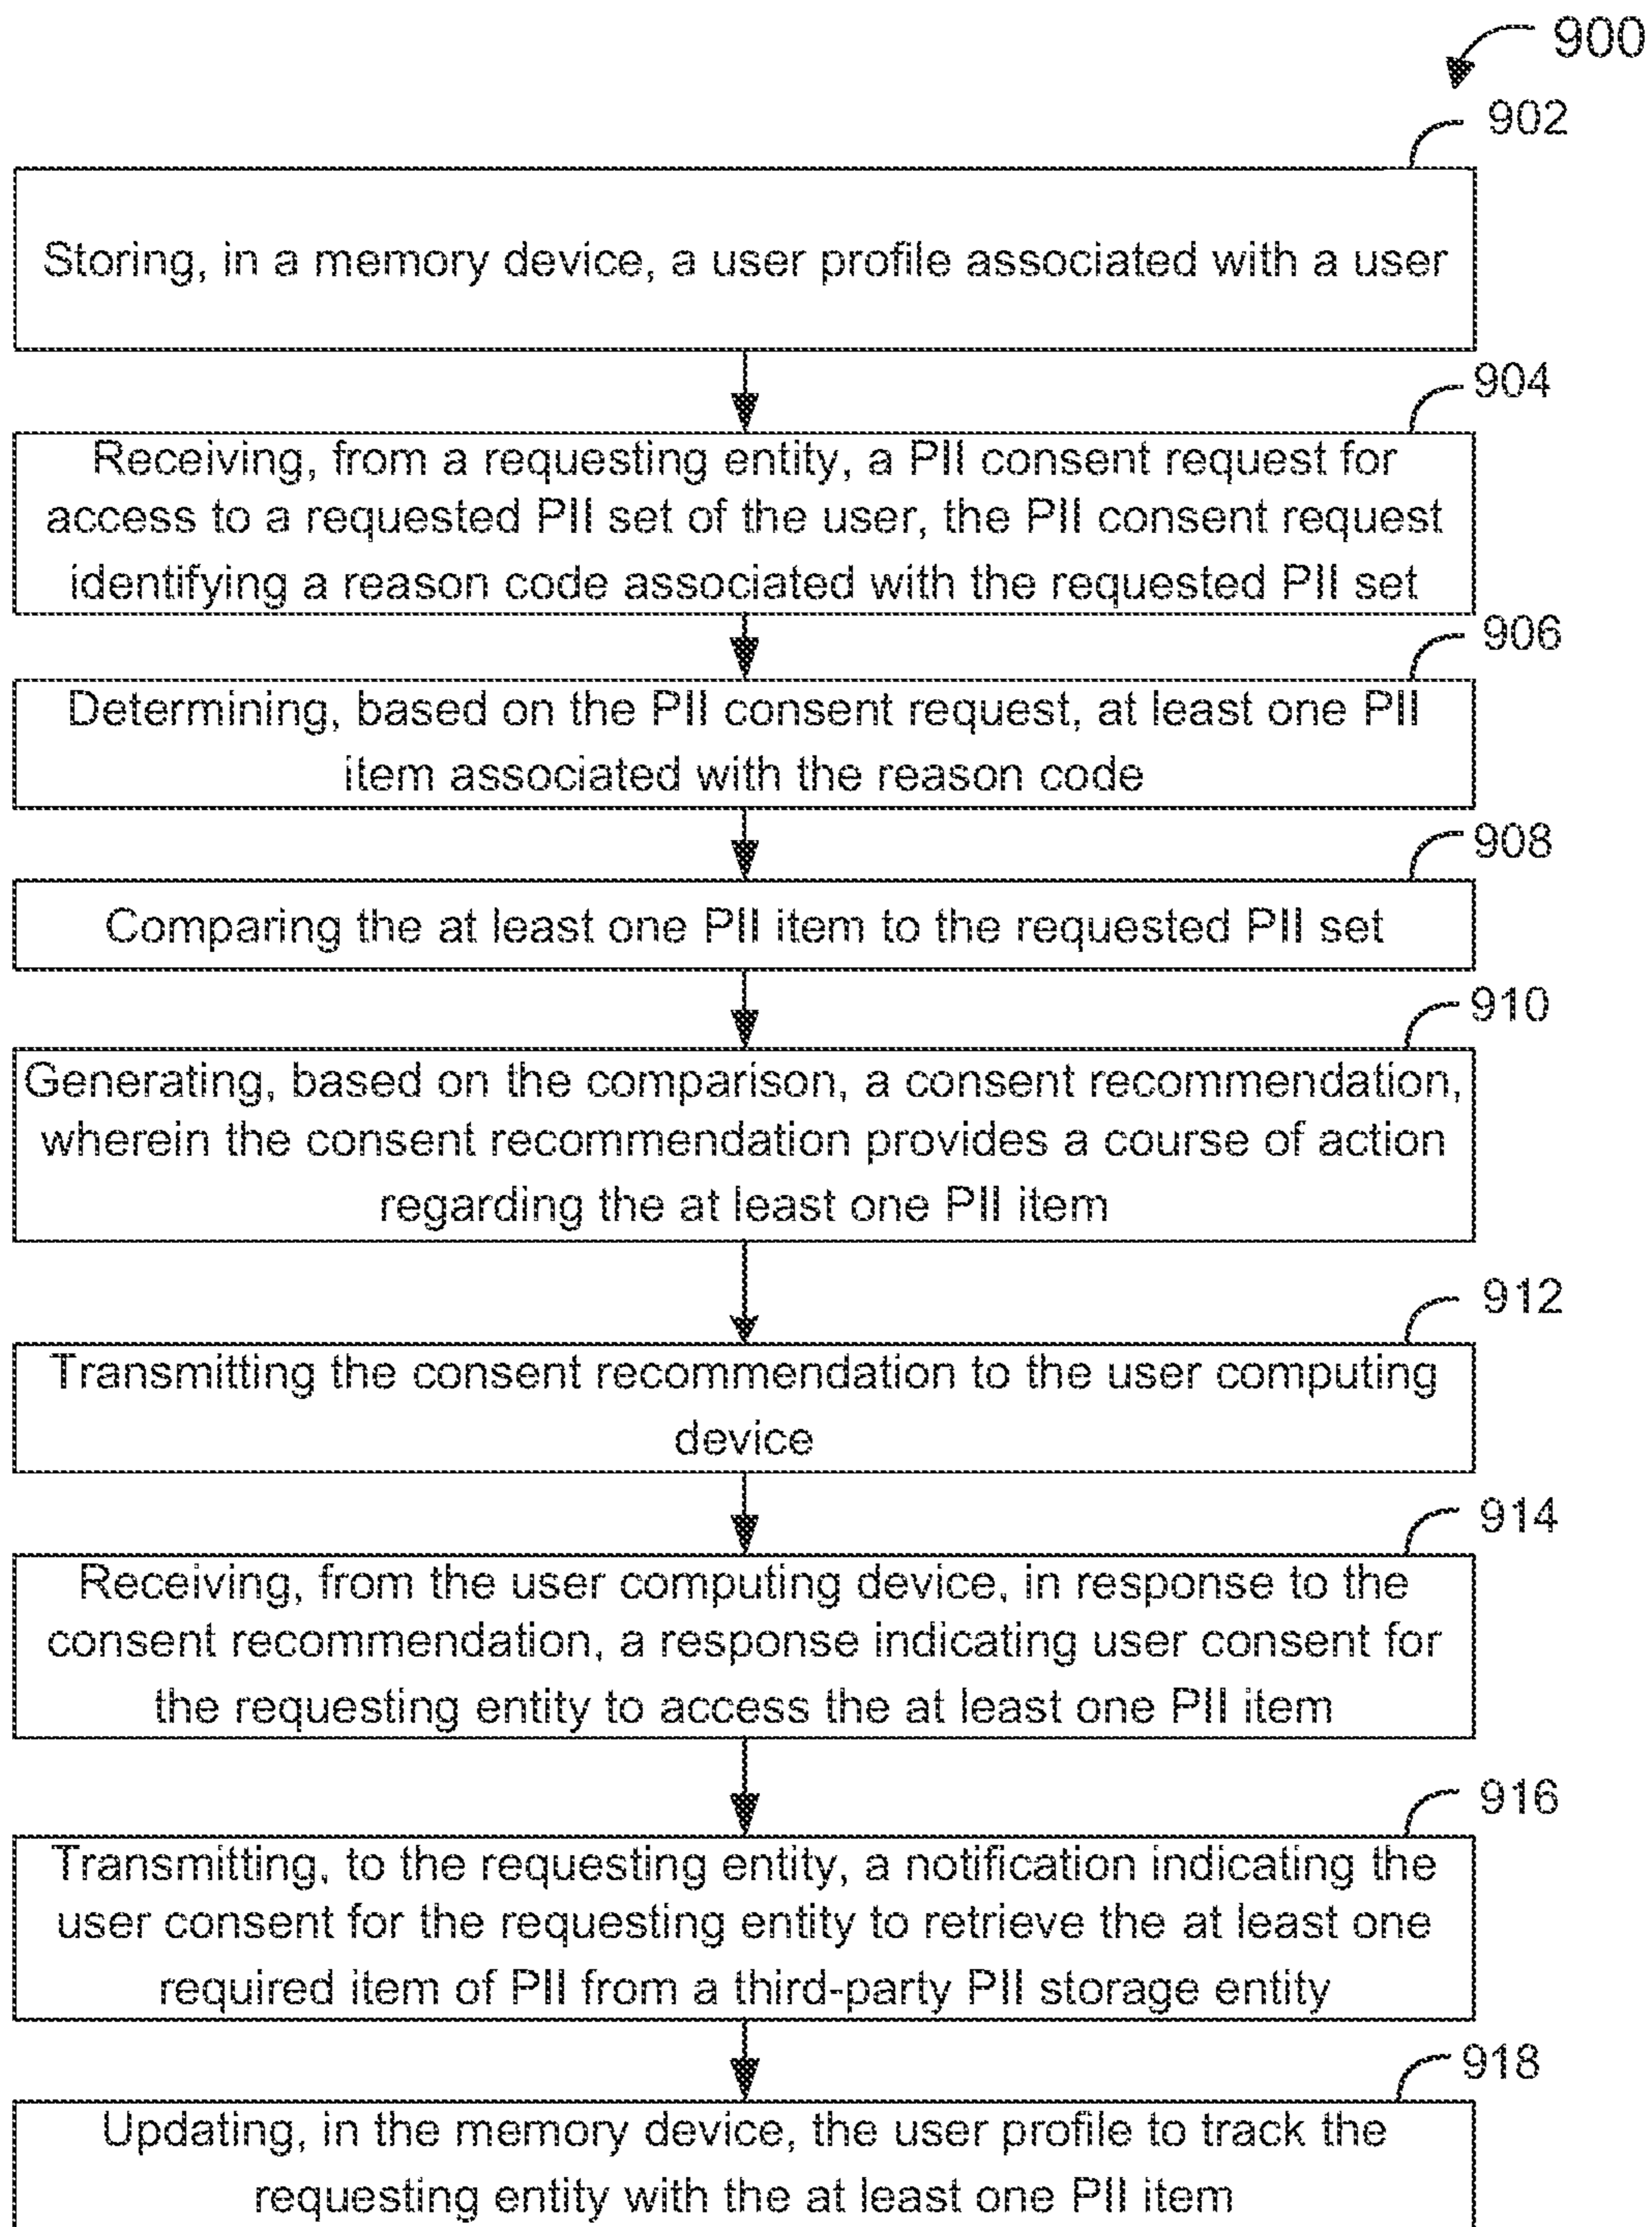 900
902
Storing, in a memory device, a user profile associated with a user
904
Receiving, from a requesting entity, a PII consent request for
access to a requested PII set of the user, the PII consent request
identifying a reason code associated with the requested PII set
906
Determining, based on the PII consent request, at least one PII
item associated with the reason code
908
Comparing the at least one PII item to the requested PII set
910
Generating, based on the comparison, a consent recommendation,
wherein the consent recommendation provides a course of action
regarding the at least one PII item
912
Transmitting the consent recommendation to the user computing
device
914
Receiving, from the user computing device, in response to the
consent recommendation, a response indicating user consent for
the requesting entity to access the at least one PII item
916
Transmitting, to the requesting entity, a notification indicating the
user consent for the requesting entity to retrieve the at least one
required item of PII from a third-party PII storage entity
918
Updating, in the memory device, the user profile to track the
requesting entity with the at least one PII item